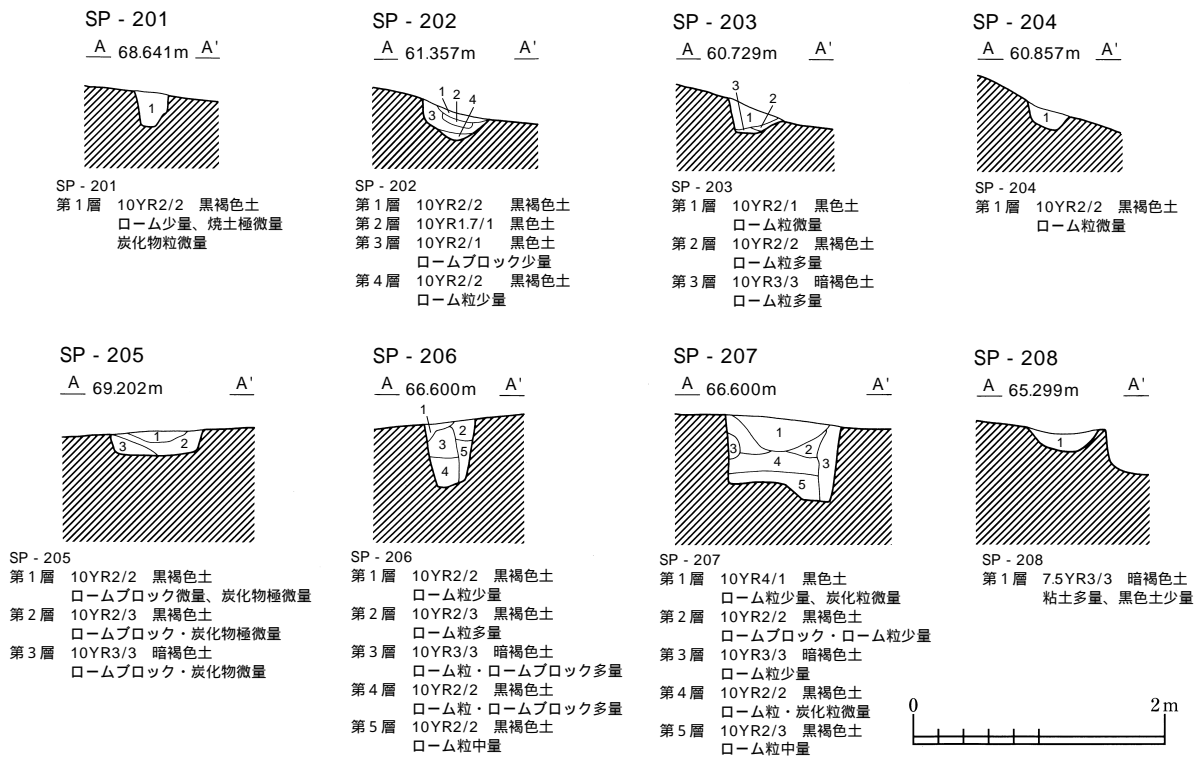 SP - 201
A 68.641m A'
1
SP - 201
第1層 10YR2/2 黒褐色土
ローム少量、焼土極微量
炭化物粒微量
SP - 202
A 61.357m A'
1 2 4
3
SP - 202
第1層 10YR2/2 黒褐色土
第2層 10YR1.7/1 黒色土
第3層 10YR2/1 黒色土
ロームブロック少量
第4層 10YR2/2 黒褐色土
ローム粒少量
SP - 203
A 60.729m A'
3 2
1
SP - 203
第1層 10YR2/1 黒色土
ローム粒微量
第2層 10YR2/2 黒褐色土
ローム粒多量
第3層 10YR3/3 暗褐色土
ローム粒多量
SP - 204
A 60.857m A'
1
SP - 204
第1層 10YR2/2 黒褐色土
ローム粒微量
SP - 205
A 69.202m A'
1
3 2
SP - 205
第1層 10YR2/2 黒褐色土
ロームブロック微量、炭化物極微量
第2層 10YR2/3 黒褐色土
ロームブロック・炭化物極微量
第3層 10YR3/3 暗褐色土
ロームブロック・炭化物微量
SP - 206
A 66.600m A'
1
2
3 5
4
SP - 206
第1層 10YR2/2 黒褐色土
ローム粒少量
第2層 10YR2/3 黒褐色土
ローム粒多量
第3層 10YR3/3 暗褐色土
ローム粒・ロームブロック多量
第4層 10YR2/2 黒褐色土
ローム粒・ロームブロック多量
第5層 10YR2/2 黒褐色土
ローム粒中量
SP - 207
A 66.600m A'
1
3 2
4 3
5
SP - 207
第1層 10YR4/1 黒色土
ローム粒少量、炭化粒微量
第2層 10YR2/2 黒褐色土
ロームブロック・ローム粒少量
第3層 10YR3/3 暗褐色土
ローム粒少量
第4層 10YR2/2 黒褐色土
ローム粒・炭化粒微量
第5層 10YR2/3 黒褐色土
ローム粒中量
SP - 208
A 65.299m A'
1
SP - 208
第1層 7.5YR3/3 暗褐色土
粘土多量、黒色土少量
0 2m